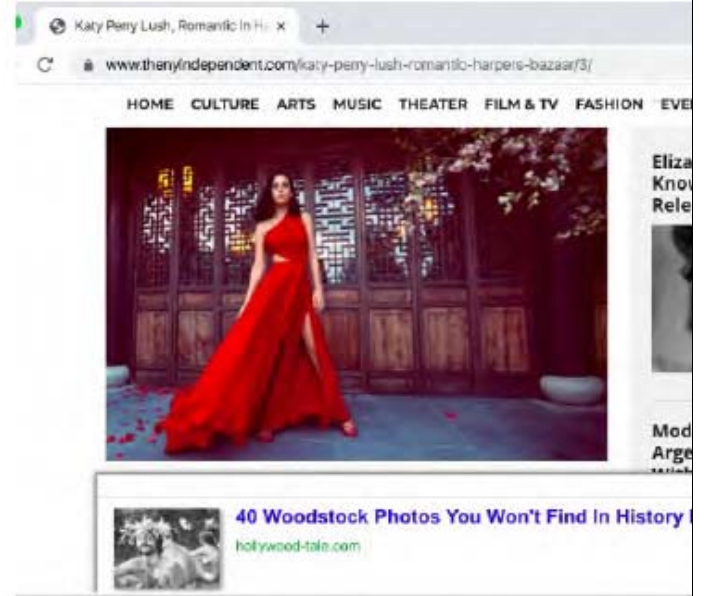 Katy Perry Lush, Romantic In Ha
www.thenyindependent.com/katy-perry-lush-romantic-harpers-bazaar/3/
HOME CULTURE ARTS MUSIC THEATER FILM & TV FASHION EVE
Eliza
Know
Rele
Mod
Arge
40 Woodstock Photos You Won't Find In History
hollywood-tale.com